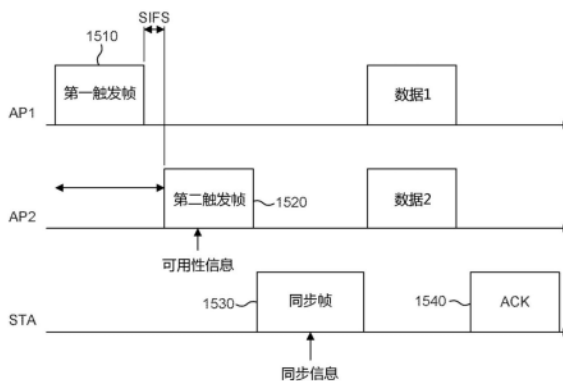 SIFS
1510
第一触发帧
数据1
AP1
第二触发帧
1520
数据2
AP2
可用性信息
1530
同步帧
1540
ACK
STA
同步信息